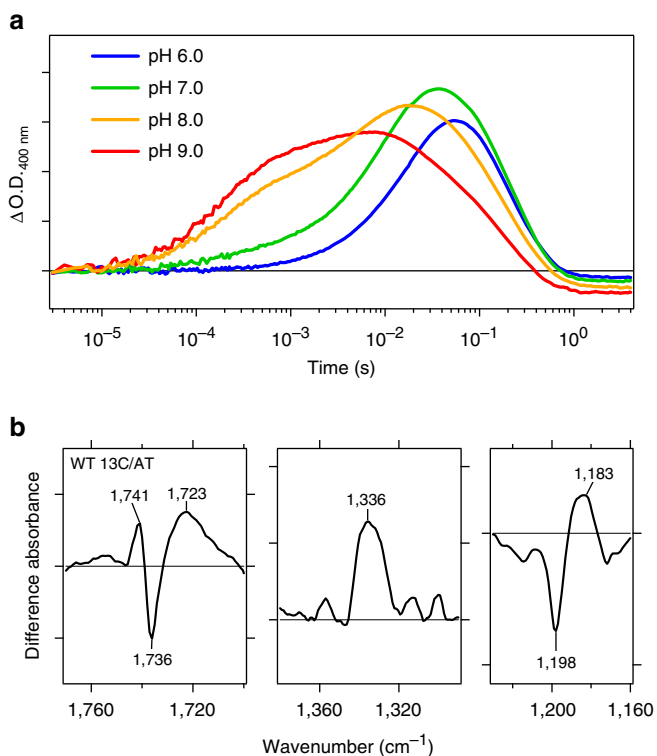 a
pH 6.0
pH 7.0
pH 8.0
pH 9.0
Δ O.D.400 nm
10−5 10−4 10−3 10−2 10−1 100
Time (s)
b
WT 13C/AT
1,741 1,723
1,736
1,336
1,183
1,198
Difference absorbance
1,760 1,720 1,360 1,320 1,200 1,160
Wavenumber (cm−1)